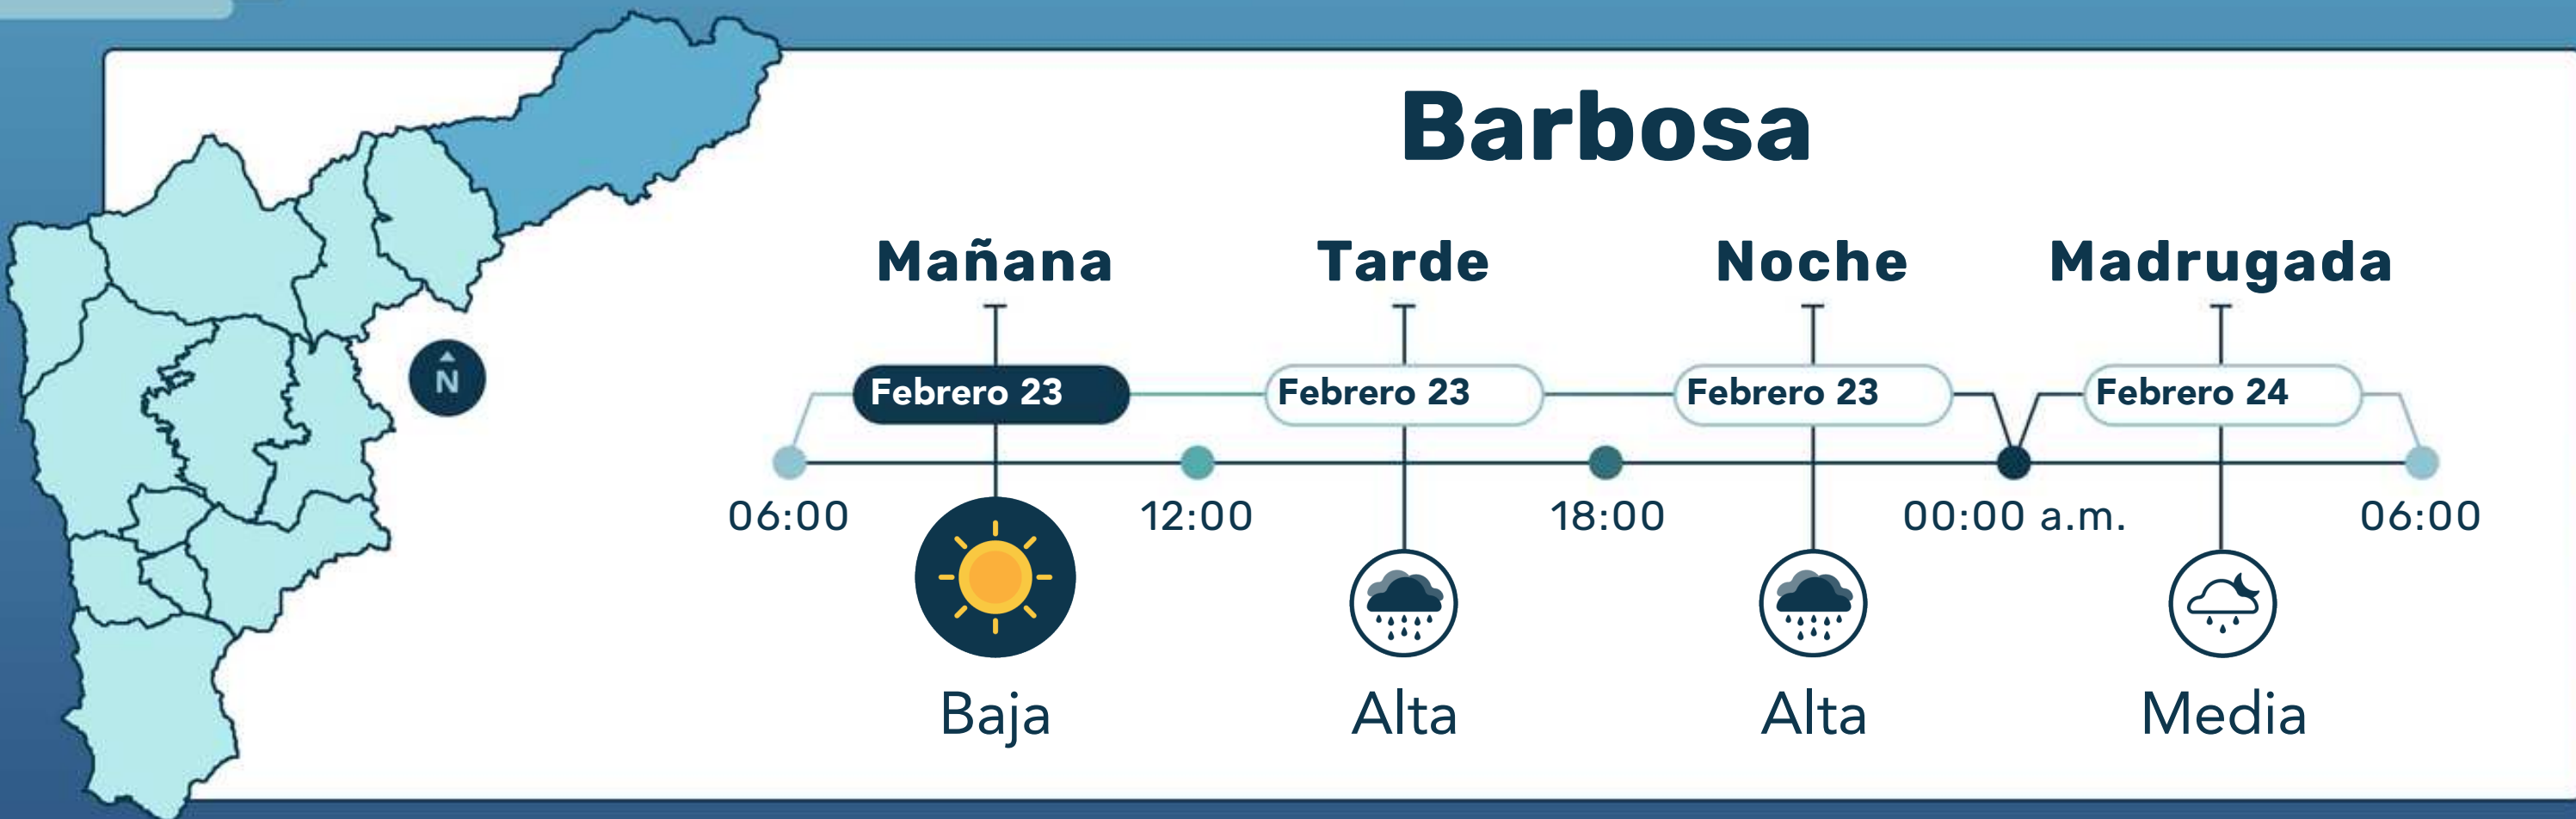 Barbosa
Mañana Tarde Noche Madrugada
Febrero 23 Febrero 23 Febrero 23 Febrero 24
N
06:00 12:00 18:00 00:00 a.m. 06:00
Baja Alta Alta Media